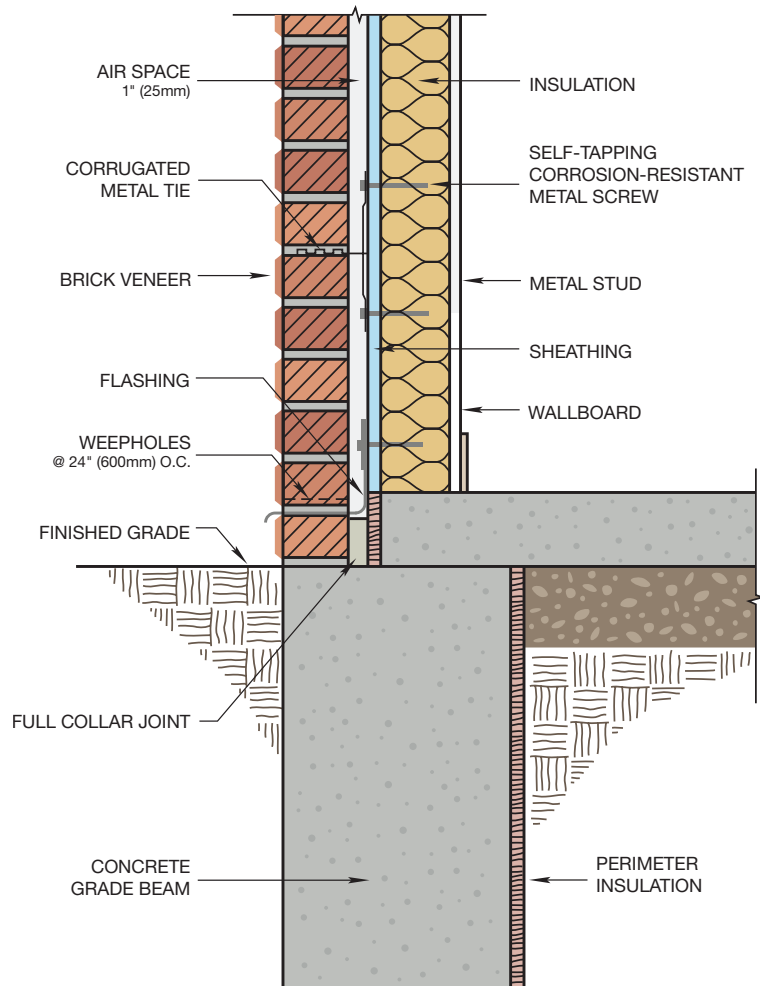 AIR SPACE
1" (25mm)
CORRUGATED
METAL TIE
BRICK VENEER
FLASHING
WEEPHOLES
@ 24" (600mm) O.C.
FINISHED GRADE
FULL COLLAR JOINT
CONCRETE
GRADE BEAM
INSULATION
SELF-TAPPING
CORROSION-RESISTANT
METAL SCREW
METAL STUD
SHEATHING
WALLBOARD
PERIMETER
INSULATION